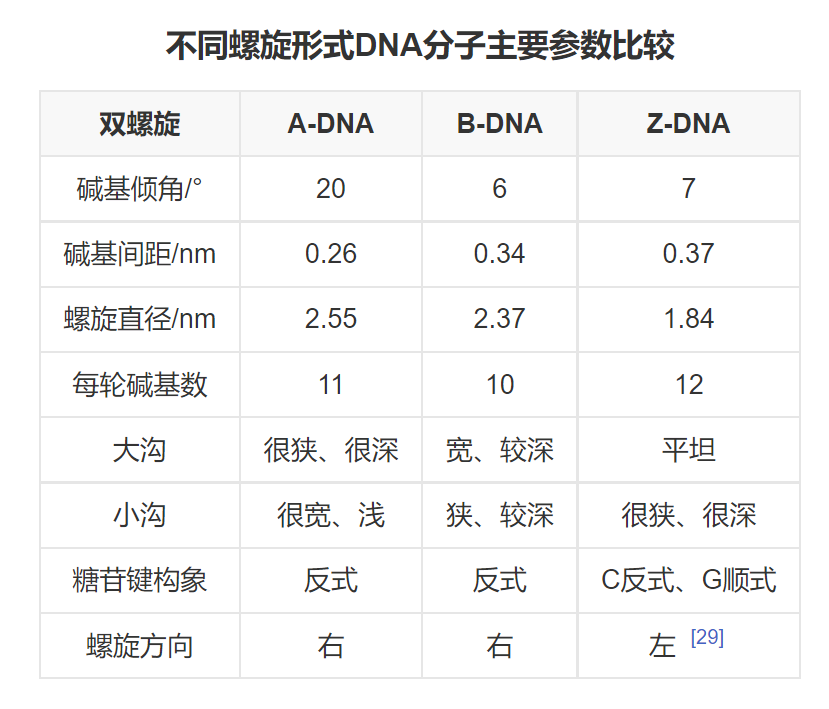 不同螺旋形式DNA分子主要参数比较
双螺旋 A-DNA B-DNA Z-DNA
碱基倾角/° 20 6 7
碱基间距/nm 0.26 0.34 0.37
螺旋直径/nm 2.55 2.37 1.84
每轮碱基数 11 10 12
大沟 很狭、很深 宽、较深 平坦
小沟 很宽、浅 狭、较深 很狭、很深
糖苷键构象 反式 反式 C反式、G顺式
螺旋方向 右 右 左 [29]